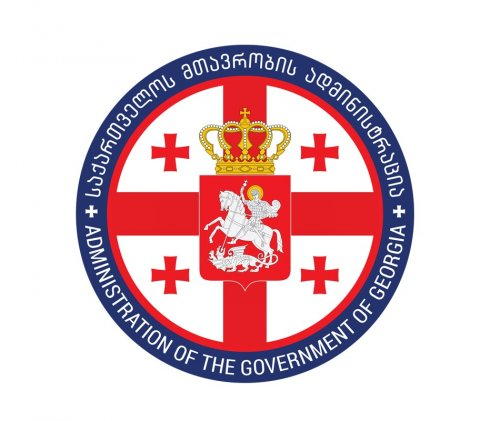 საქართველოს მთავრობის ადმინისტრაცია
ADMINISTRATION OF THE GOVERNMENT OF GEORGIA